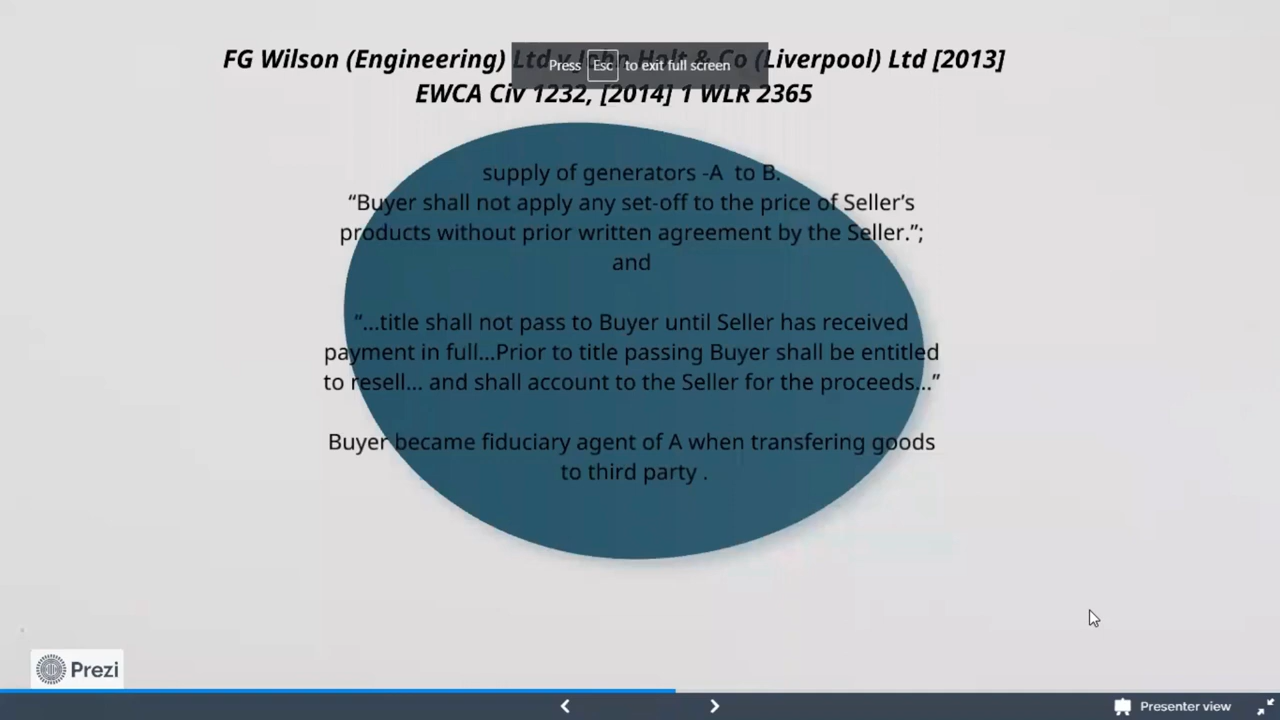 FG Wilson (Engineering) Ltd v John Holt & Co (Liverpool) Ltd [2013]
EWCA Civ 1232, [2014] 1 WLR 2365
Press Esc to exit full screen
supply of generators -A to B.
“Buyer shall not apply any set-off to the price of Seller’s
products without prior written agreement by the Seller.”;
and
“...title shall not pass to Buyer until Seller has received
payment in full...Prior to title passing Buyer shall be entitled
to resell... and shall account to the Seller for the proceeds...”
Buyer became fiduciary agent of A when transfering goods
to third party .
Prezi
Presenter view